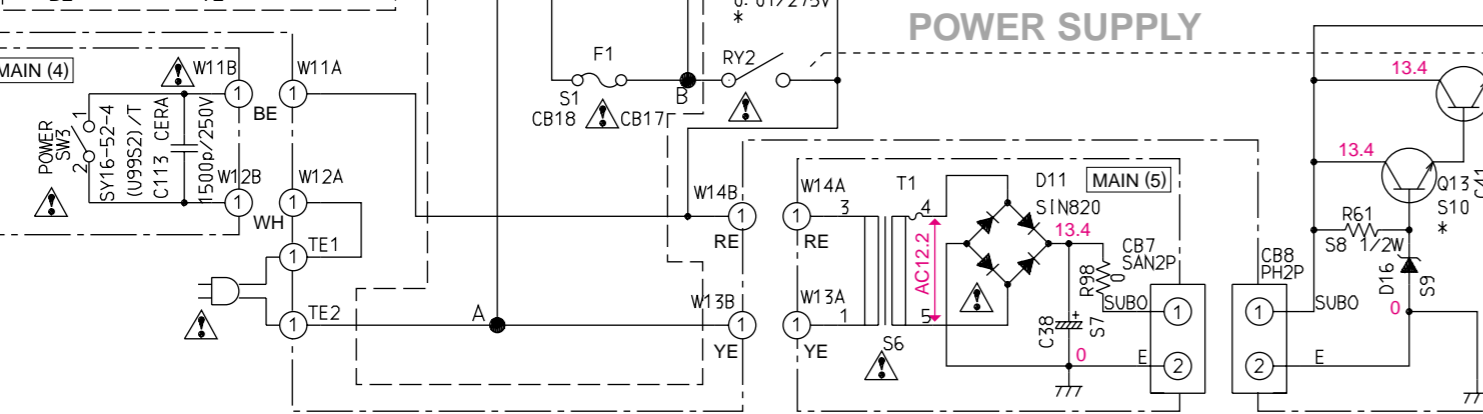 POWER SUPPLY
*
F1
S1
CB18
CB17
B
RY2
MAIN (4)
W11B
W11A
1
1
BE
POWER
SW3
1
2
SY16-52-4
(U99S2)/T
C113 CERA
1500p/250V
W12B
W12A
1
1
WH
TE1
1
TE2
1
A
W14B
1
RE
W13B
1
YE
W14A
1
RE
W13A
1
YE
3
1
T1
4
5
S6
AC12.2
D11
SIN820
MAIN (5)
13.4
R98
0
C38
+
S7
0
CB7
SAN2P
SUBO
1
E
2
CB8
PH2P
1
SUBO
2
E
13.4
13.4
Q13
S10
*
R61
S8
1/2W
D16
S9
0